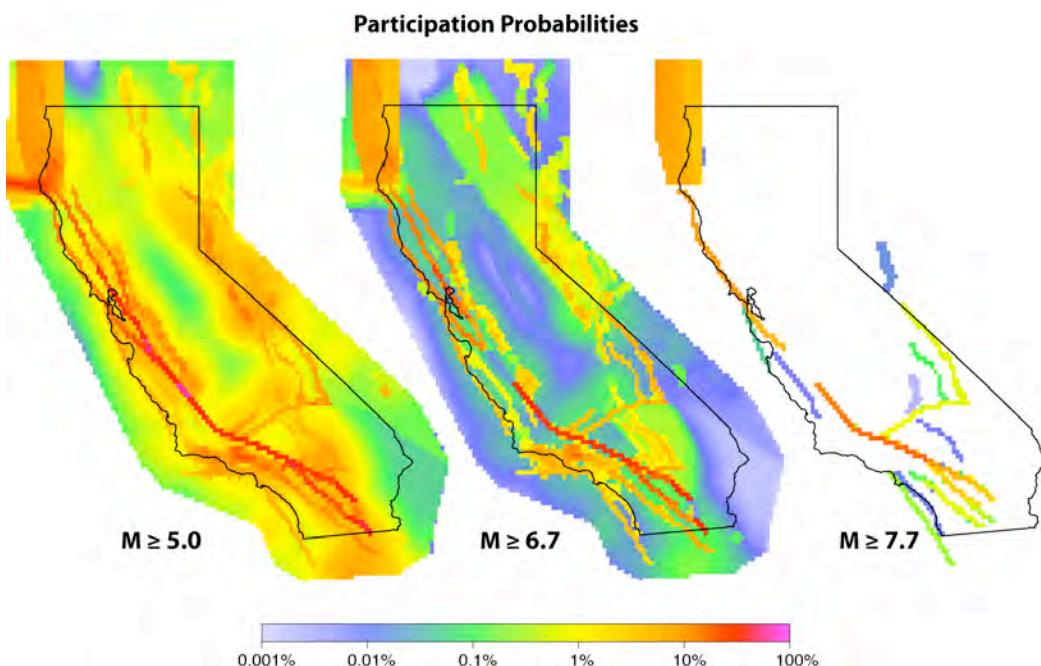 Participation Probabilities
M ≥ 5.0
M ≥ 6.7
M ≥ 7.7
0.001% 0.01% 0.1% 1% 10% 100%